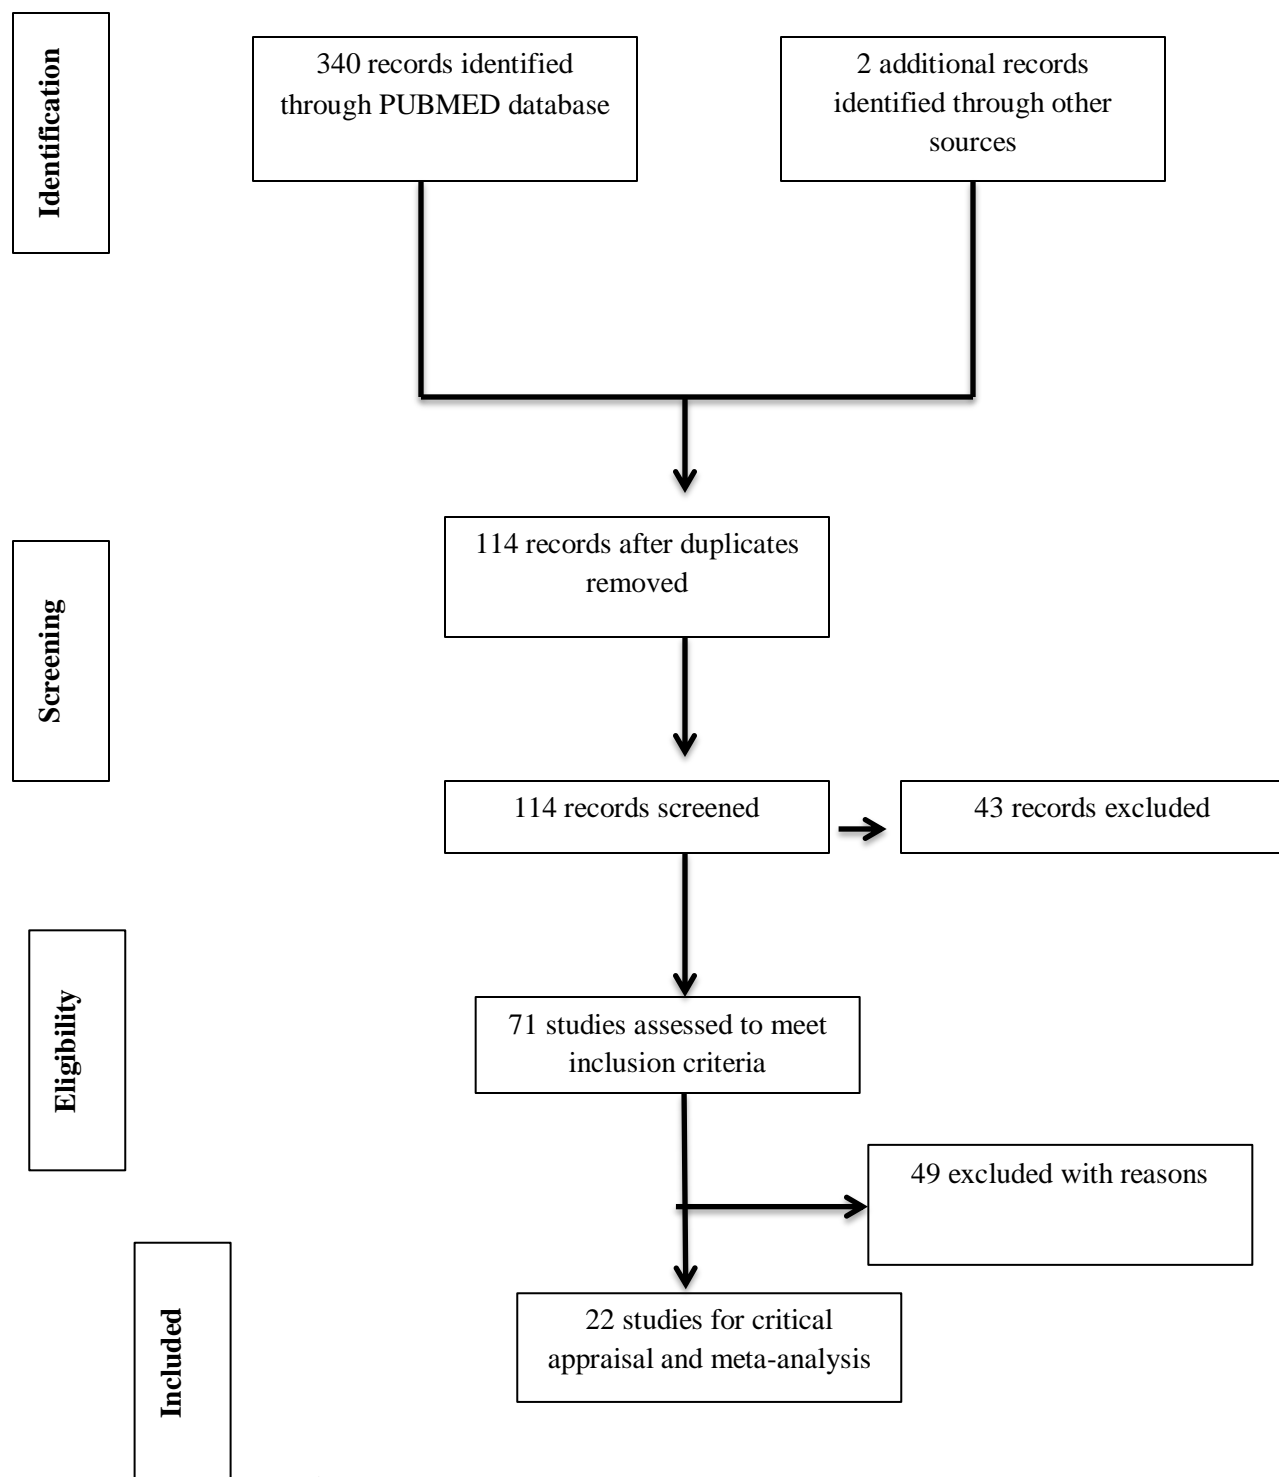 Identification
340 records identified
through PUBMED database
2 additional records
identified through other
sources
Screening
114 records after duplicates
removed
114 records screened
43 records excluded
Eligibility
71 studies assessed to meet
inclusion criteria
49 excluded with reasons
Included
22 studies for critical
appraisal and meta-analysis